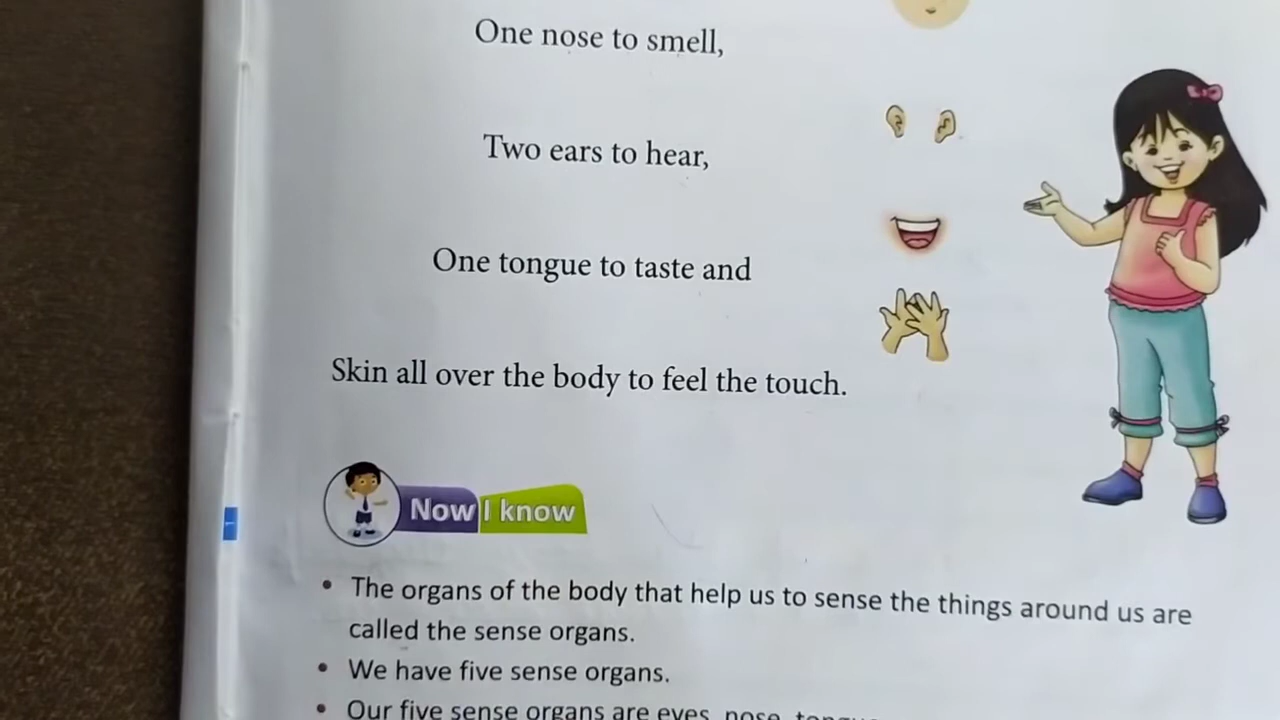 One nose to smell,
Two ears to hear,
One tongue to taste and
Skin all over the body to feel the touch.
Now I know
• The organs of the body that help us to sense the things around us are
called the sense organs.
• We have five sense organs.
• Our five sense organs are eyes, nose,